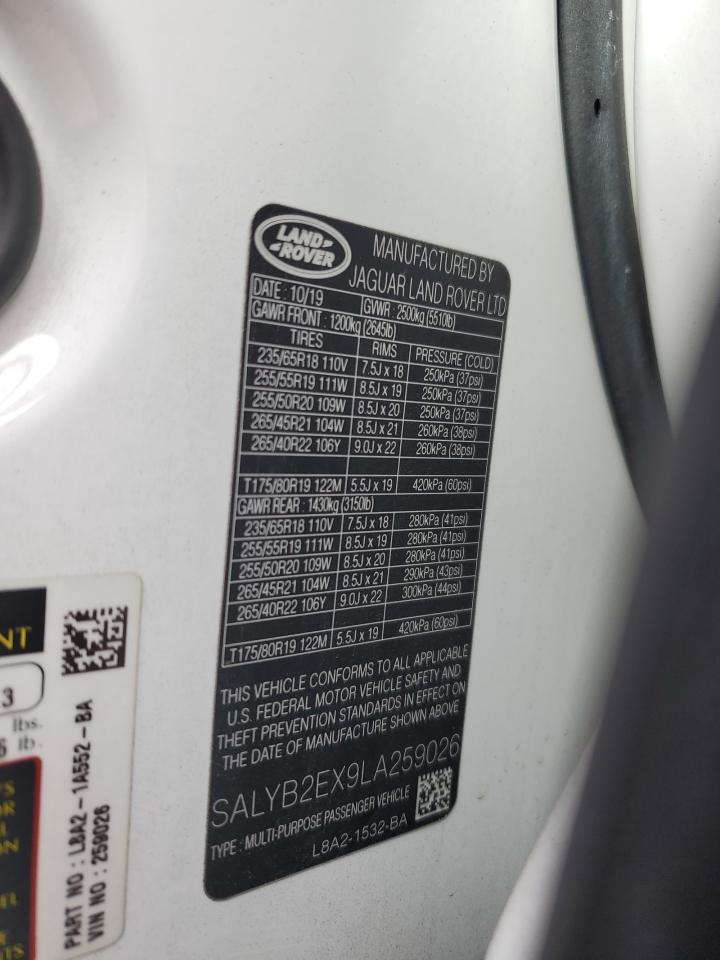 LAND
ROVER
MANUFACTURED BY
JAGUAR LAND ROVER LTD
DATE : 10/19 GVWR : 2500kg (5510lb)
GAWR FRONT : 1200kg (2645lb)
TIRES RIMS PRESSURE (COLD)
235/65R18 110V 7.5J x 18 250kPa (37psi)
255/55R19 111W 8.5J x 19 250kPa (37psi)
255/50R20 109W 8.5J x 20 250kPa (37psi)
265/45R21 104W 8.5J x 21 260kPa (38psi)
265/40R22 106Y 9.0J x 22 260kPa (38psi)
T175/80R19 122M 5.5J x 19 420kPa (60psi)
GAWR REAR : 1430kg (3150lb)
235/65R18 110V 7.5J x 18 280kPa (41psi)
255/55R19 111W 8.5J x 19 280kPa (41psi)
255/50R20 109W 8.5J x 20 280kPa (41psi)
265/45R21 104W 8.5J x 21 290kPa (43psi)
265/40R22 106Y 9.0J x 22 300kPa (44psi)
T175/80R19 122M 5.5J x 19 420kPa (60psi)
THIS VEHICLE CONFORMS TO ALL APPLICABLE
U.S. FEDERAL MOTOR VEHICLE SAFETY AND
THEFT PREVENTION STANDARDS IN EFFECT ON
THE DATE OF MANUFACTURE SHOWN ABOVE
SALYB2EX9LA259026
TYPE : MULTI-PURPOSE PASSENGER VEHICLE
L8A2-1532-BA
NT
3
lbs.
lb.
PART NO : L8A2-1A552-BA
VIN NO : 259026